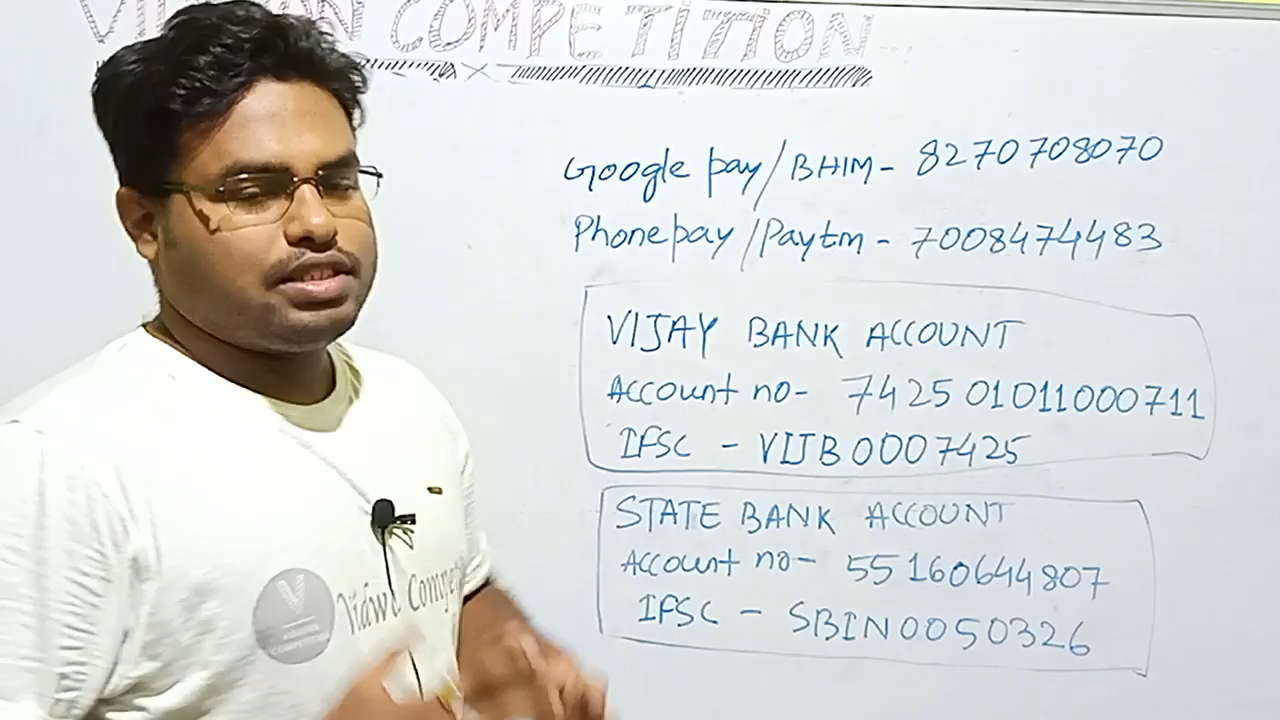 COMPETITION
Google pay/BHIM- 8270708070
Phonepay/Paytm - 7008474483
VIJAY BANK ACCOUNT
Account no- 742501011000711
IFSC - VIJB0007425
STATE BANK ACCOUNT
Account no- 55160644807
IFSC - SBIN0050326